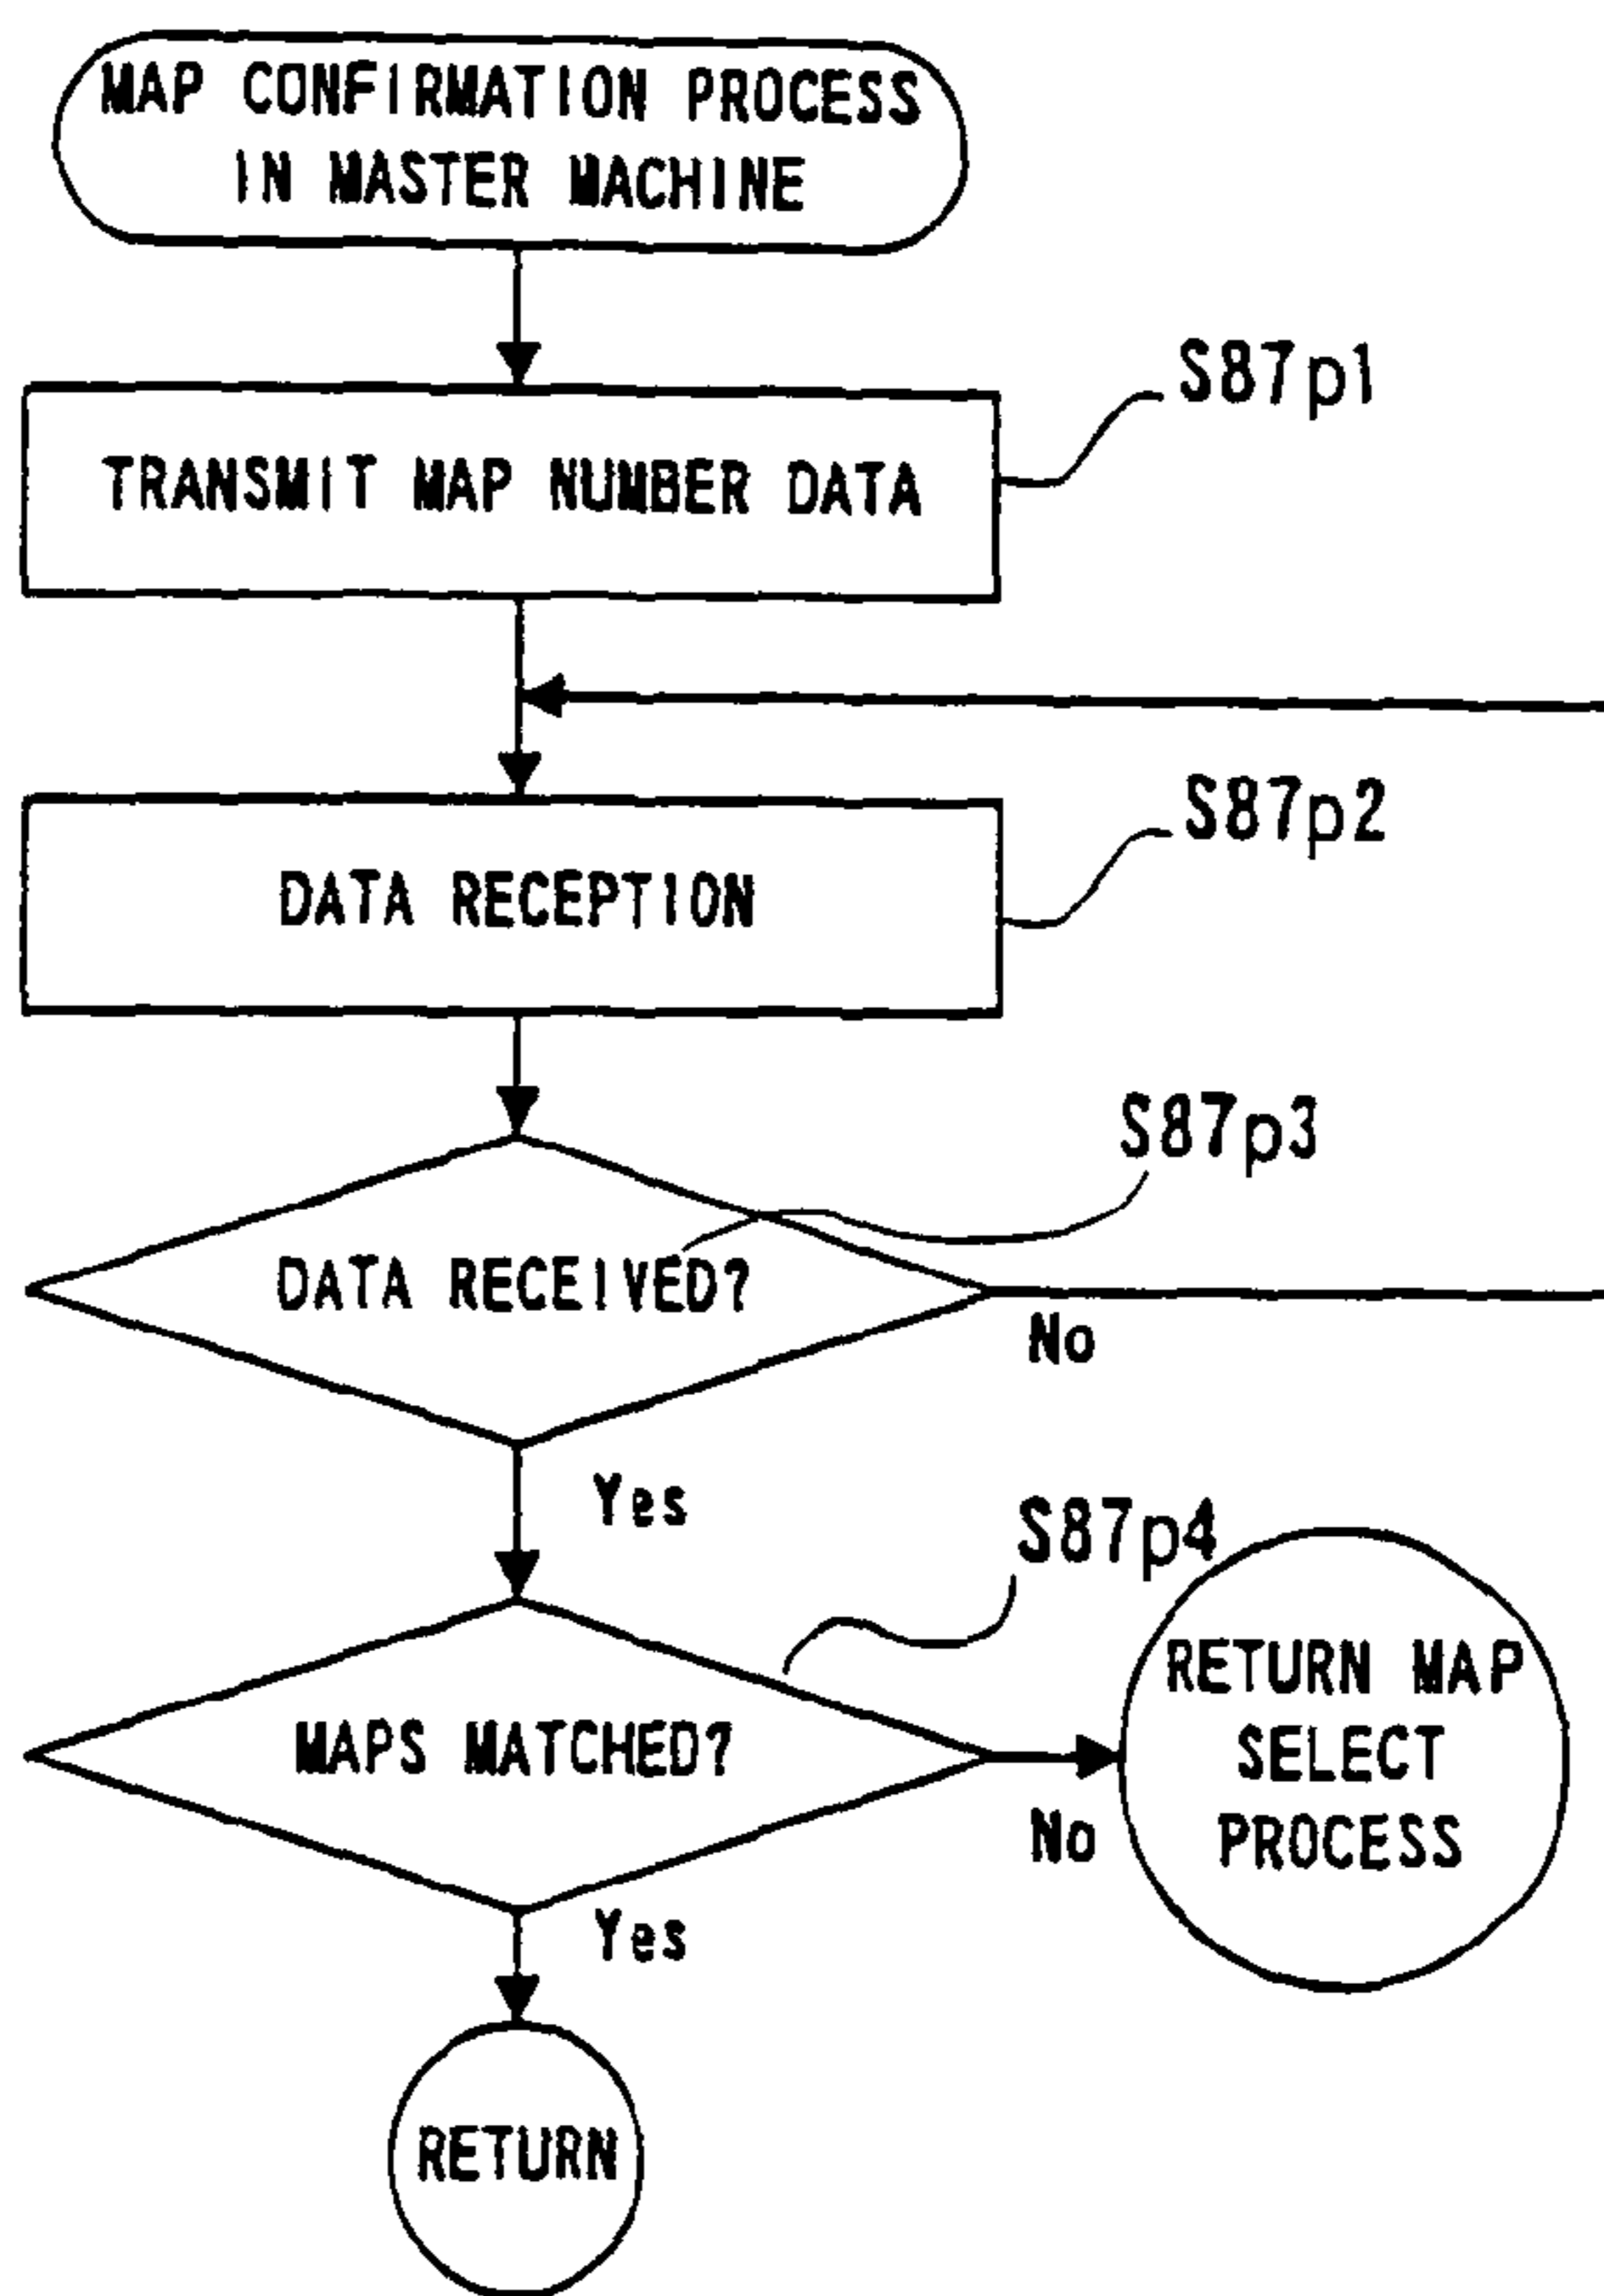 MAP CONFIRMATION PROCESS
IN MASTER MACHINE
S87p1
TRANSMIT MAP NUMBER DATA
S87p2
DATA RECEPTION
S87p3
DATA RECEIVED?
No
Yes
S87p4
MAPS MATCHED?
RETURN MAP
SELECT
PROCESS
No
Yes
RETURN